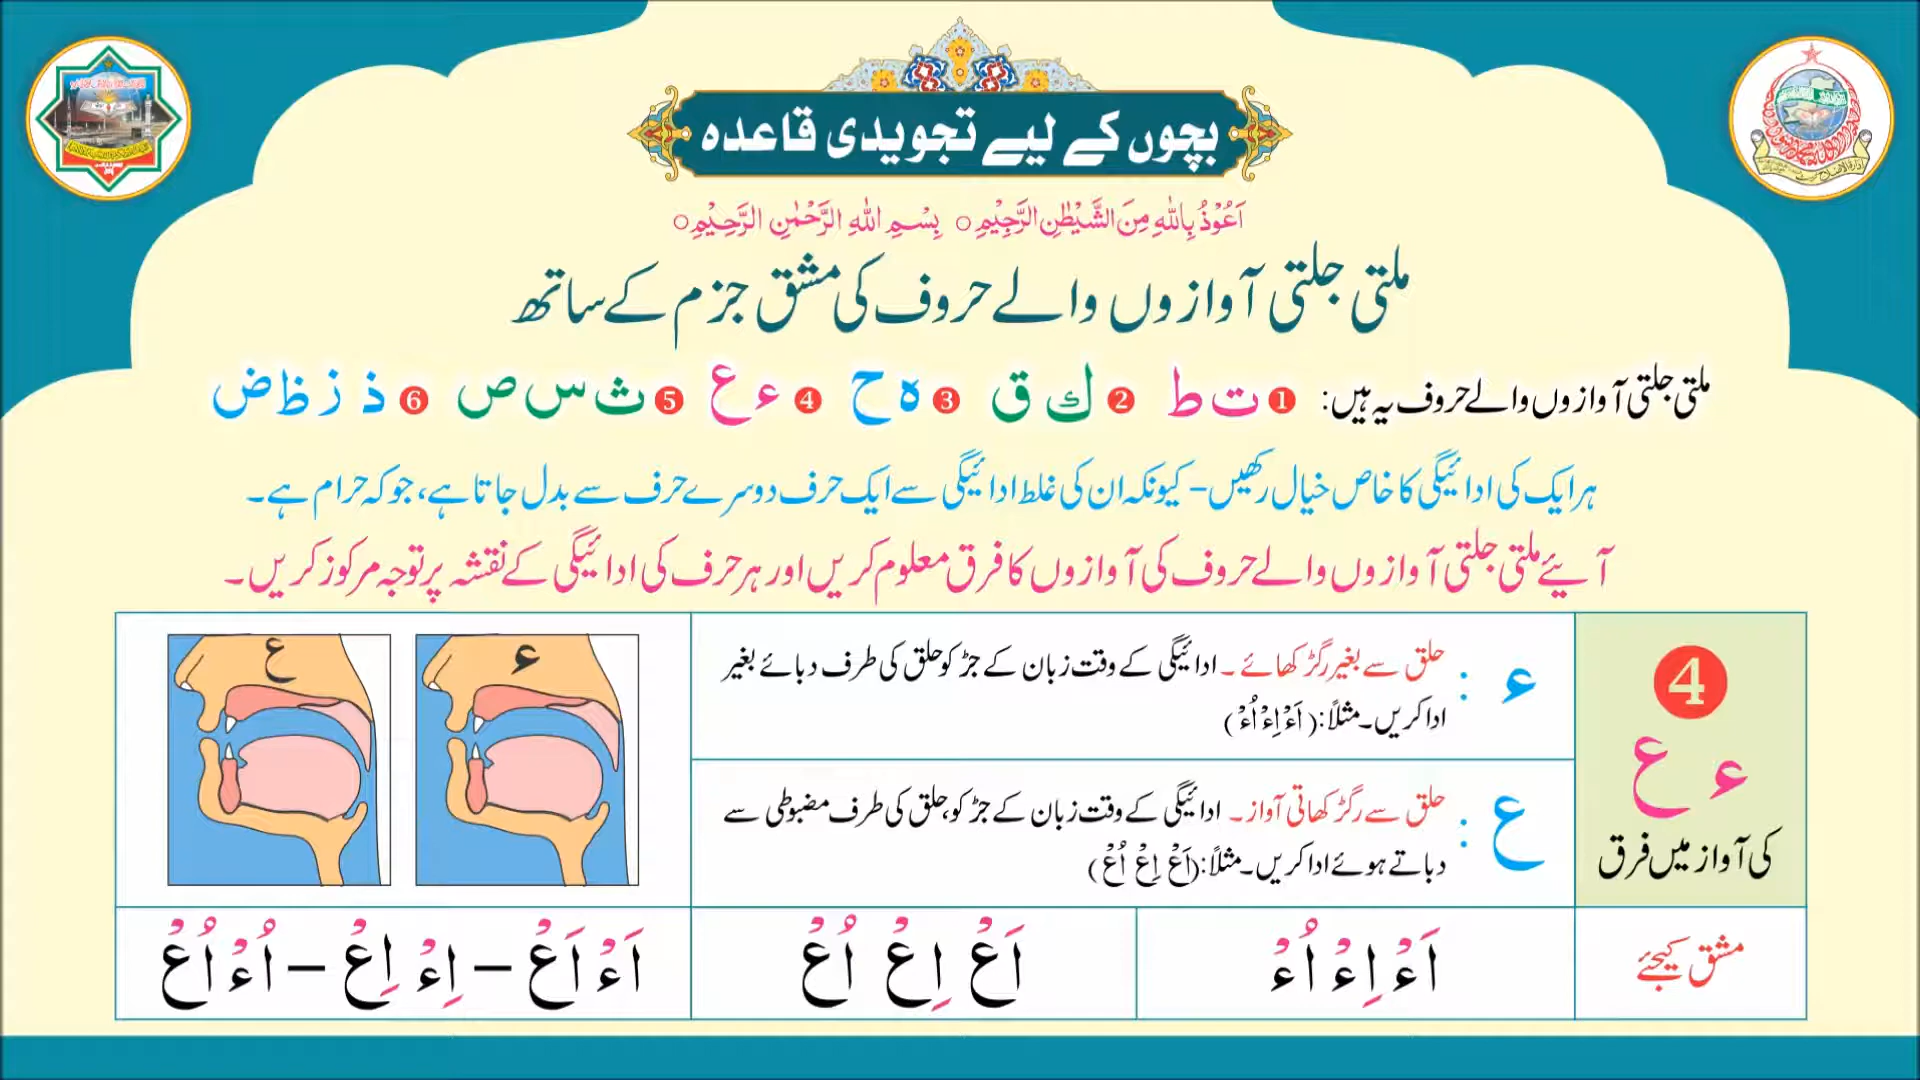 بچوں کے لیے تجویدی قاعدہ
اَعُوْذُ بِاللّٰهِ مِنَ الشَّيْطٰنِ الرَّجِيْمِ ○ بِسْمِ اللّٰهِ الرَّحْمٰنِ الرَّحِيْمِ ○
ملتی جلتی آوازوں والے حروف کی مشق جزم کے ساتھ
ملتی جلتی آوازوں والے حروف یہ ہیں: 1 ت ط 2 ك ق 3 ہ ح 4 ء ع 5 ث س ص 6 ذ ز ظ ض
ہر ایک کی ادائیگی کا خاص خیال رکھیں - کیونکہ ان کی غلط ادائیگی سے ایک حرف دوسرے حرف سے بدل جاتا ہے، جو کہ حرام ہے۔
آیئے ملتی جلتی آوازوں والے حروف کی آوازوں کا فرق معلوم کریں اور ہر حرف کی ادائیگی کے نقشہ پر توجہ مرکوز کریں۔
4
ء ع
کی آواز میں فرق
ء : حلق سے بغیر رگڑ کھائے ۔ ادائیگی کے وقت زبان کے جڑ کو حلق کی طرف دبائے بغیر
ادا کریں۔ مثلاً: (اَءْ اِءْ اُءْ)
ع : حلق سے رگڑ کھاتی آواز ۔ ادائیگی کے وقت زبان کے جڑ کو، حلق کی طرف مضبوطی سے
دباتے ہوئے ادا کریں۔ مثلاً: (اَعْ اِعْ اُعْ)
ء
ع
مشق کیجئے
اَءْ اِءْ اُءْ
اَعْ اِعْ اُعْ
اَءْ اَعْ – اِءْ اِعْ – اُءْ اُعْ